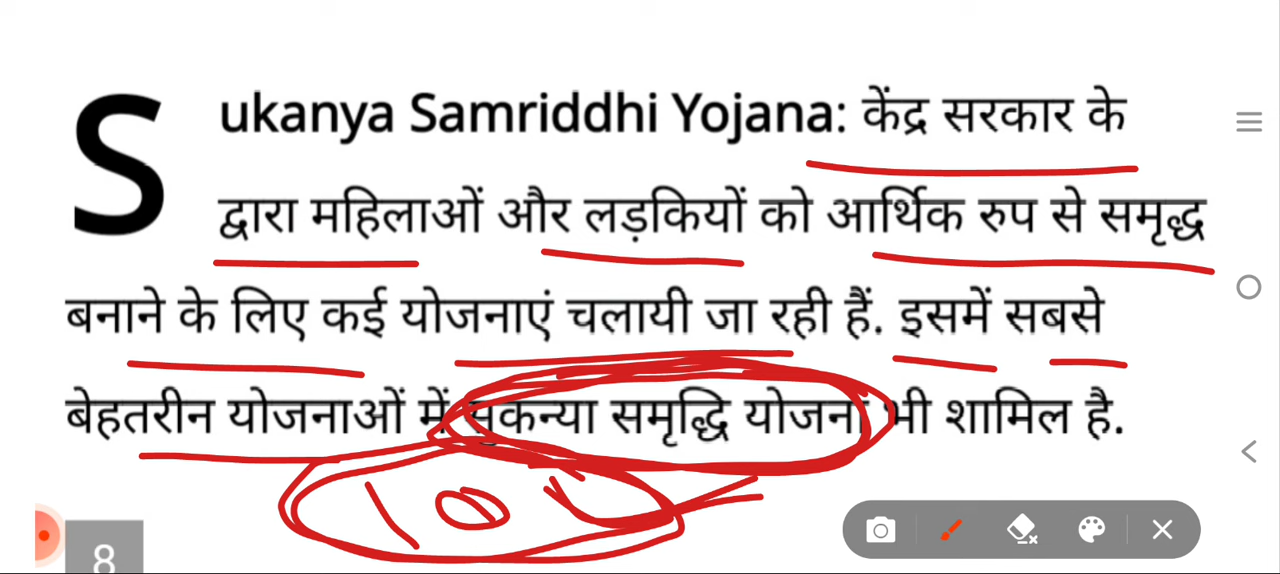 Sukanya Samriddhi Yojana: केंद्र सरकार के
द्वारा महिलाओं और लड़कियों को आर्थिक रुप से समृद्ध
बनाने के लिए कई योजनाएं चलायी जा रही हैं. इसमें सबसे
बेहतरीन योजनाओं में सुकन्या समृद्धि योजना भी शामिल है.
8